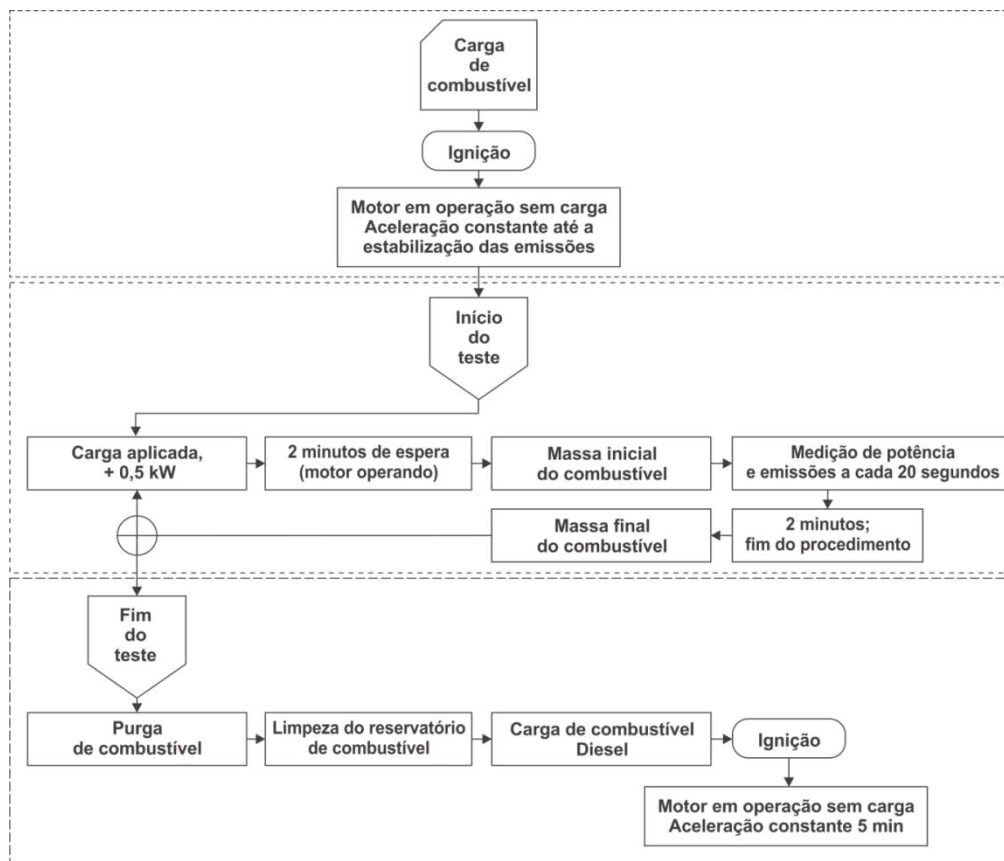 Carga
de
combustível
Ignição
Motor em operação sem carga
Aceleração constante até a
estabilização das emissões
Início
do
teste
Carga aplicada,
+ 0,5 kW
2 minutos de espera
(motor operando)
Massa inicial
do combustível
Medição de potência
e emissões a cada 20 segundos
2 minutos;
fim do procedimento
Massa final
do combustível
Fim
do
teste
Purga
de combustível
Limpeza do reservatório
de combustível
Carga de combustível
Diesel
Ignição
Motor em operação sem carga
Aceleração constante 5 min